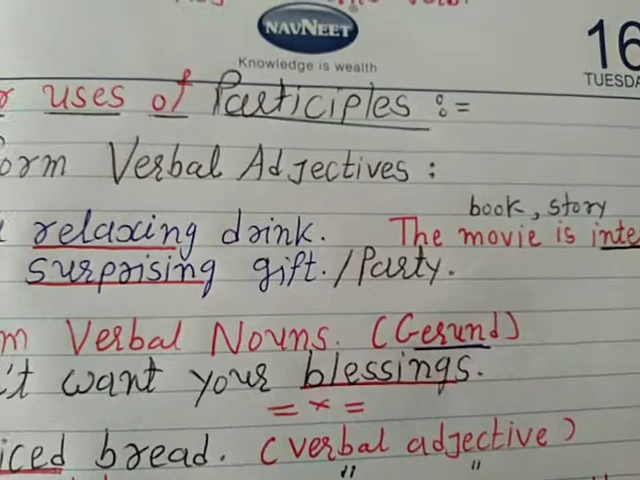 NAVNEET
Knowledge is wealth
16
TUESDA
uses of Participles :=
orm Verbal Adjectives :
book, story
relaxing drink. The movie is inte
surprising gift./Party.
m Verbal Nouns. (Gerund)
't want your blessings.
= x =
iced bread. (verbal adjective)
" "